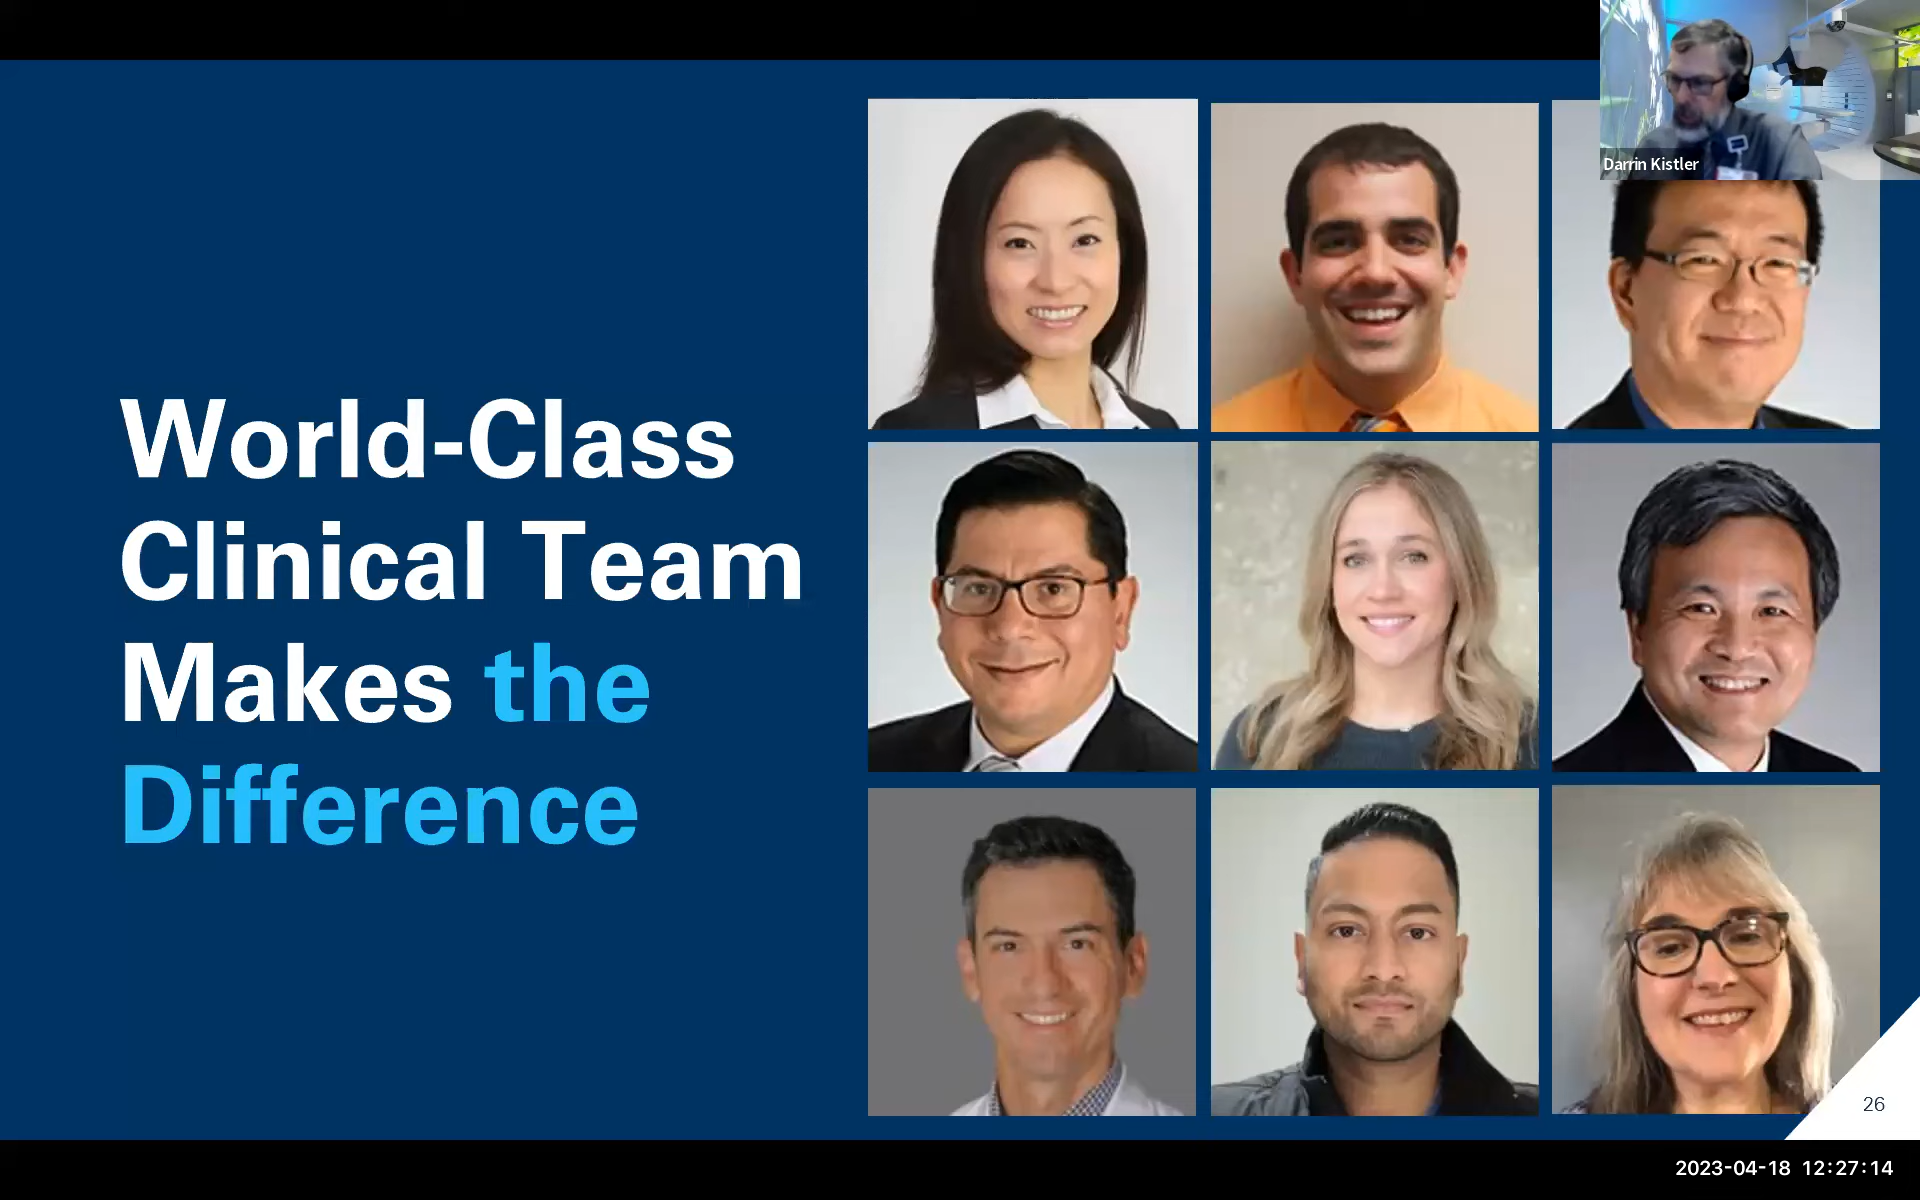 Darrin Kistler
World-Class
Clinical Team
Makes the
Difference
26
2023-04-18 12:27:14